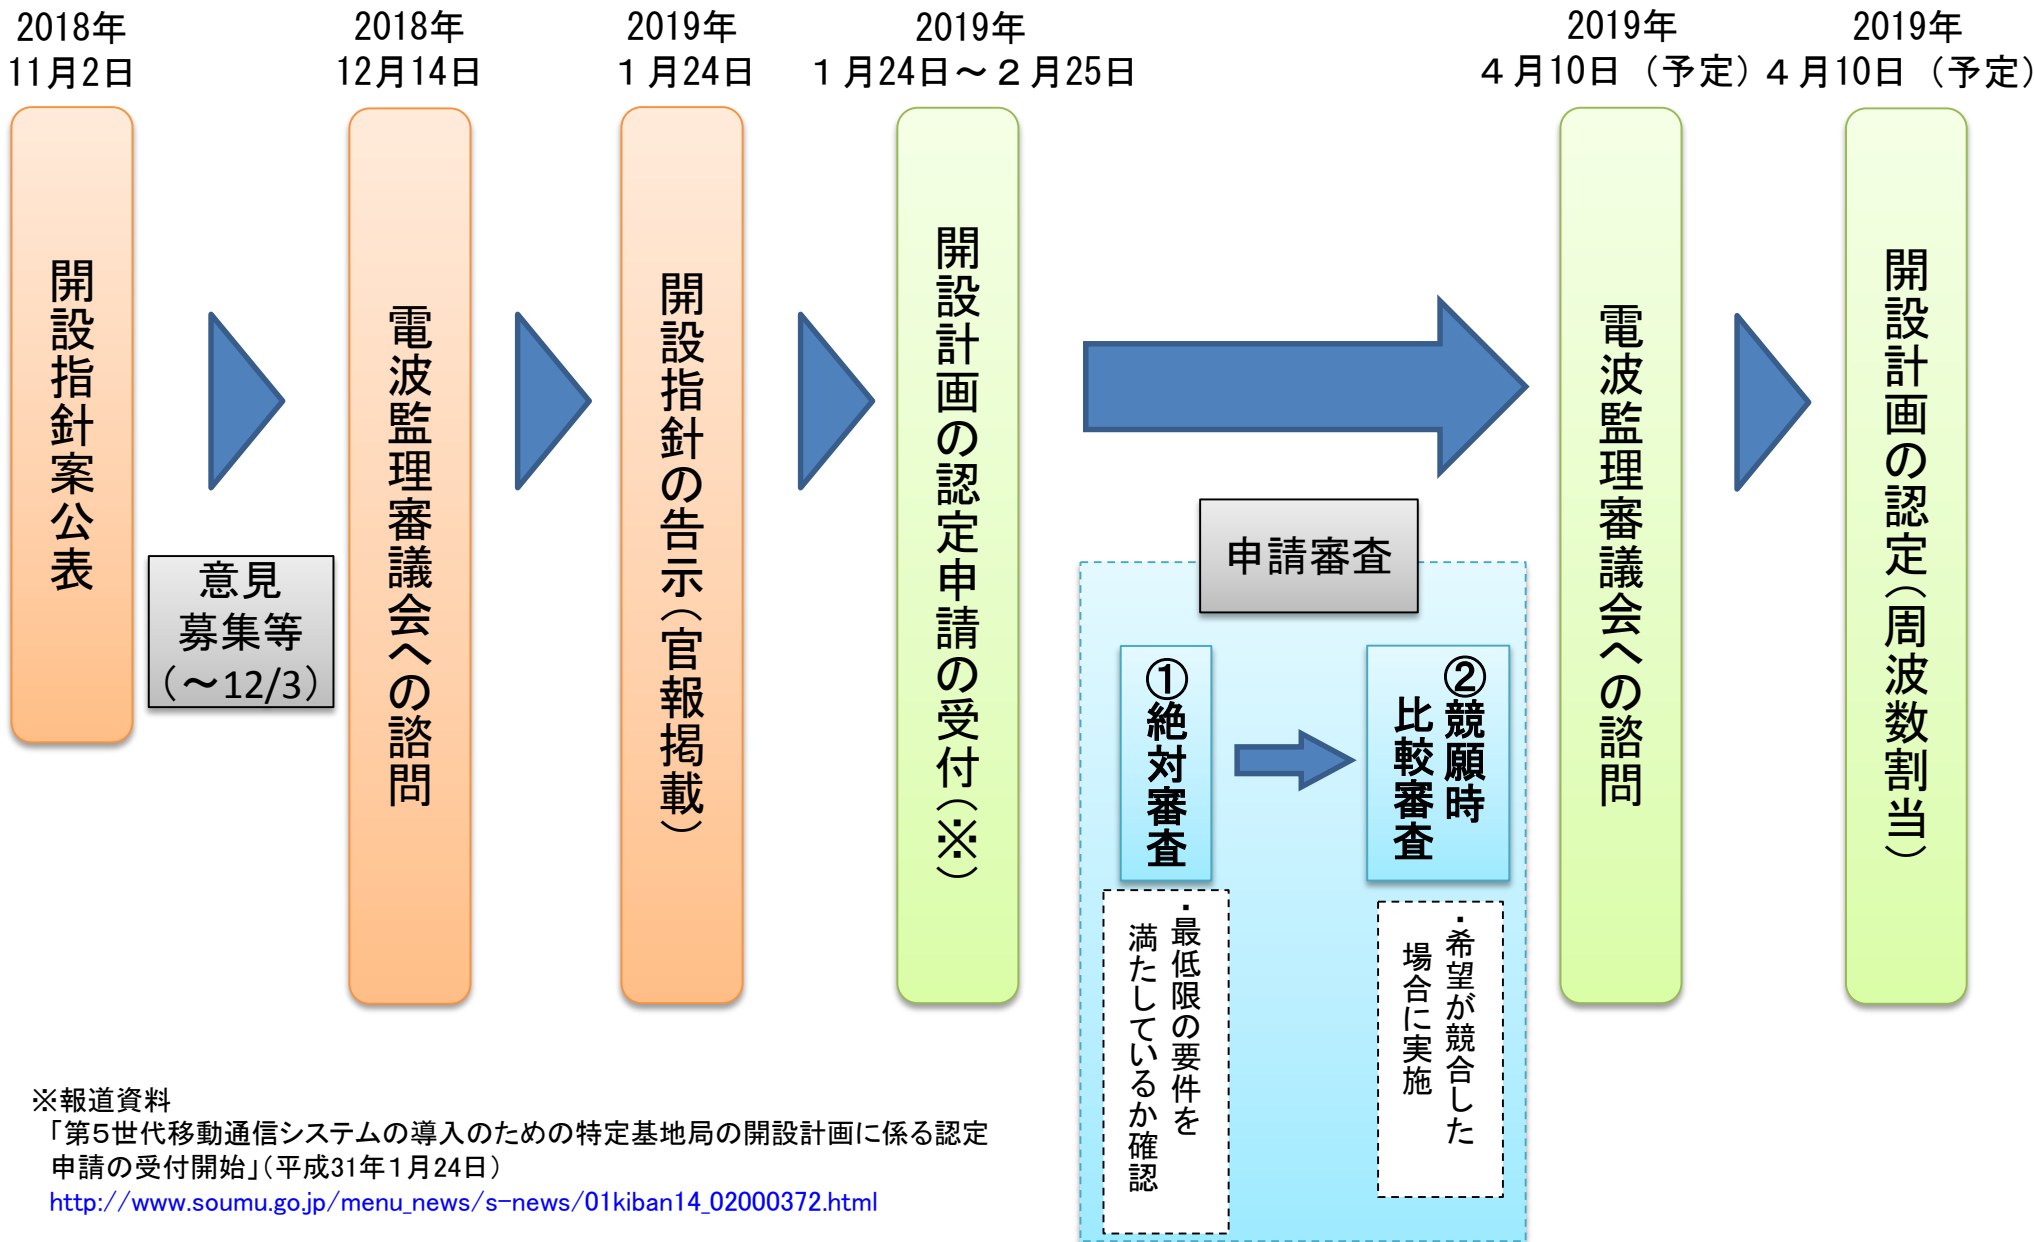 2018年
11月2日
開設指針案公表
意見
募集等
（～12/3）
2018年
12月14日
電波監理審議会への諮問
2019年
１月24日
開設指針の告示（官報掲載）
2019年
１月24日～２月25日
開設計画の認定申請の受付（※）
申請審査
①絶対審査
・最低限の要件を
満たしているか確認
②競願時
比較審査
・希望が競合した
場合に実施
2019年
４月10日（予定）
電波監理審議会への諮問
2019年
４月10日（予定）
開設計画の認定（周波数割当）
※報道資料
「第5世代移動通信システムの導入のための特定基地局の開設計画に係る認定
申請の受付開始」（平成31年１月24日）
http://www.soumu.go.jp/menu_news/s-news/01kiban14_02000372.html